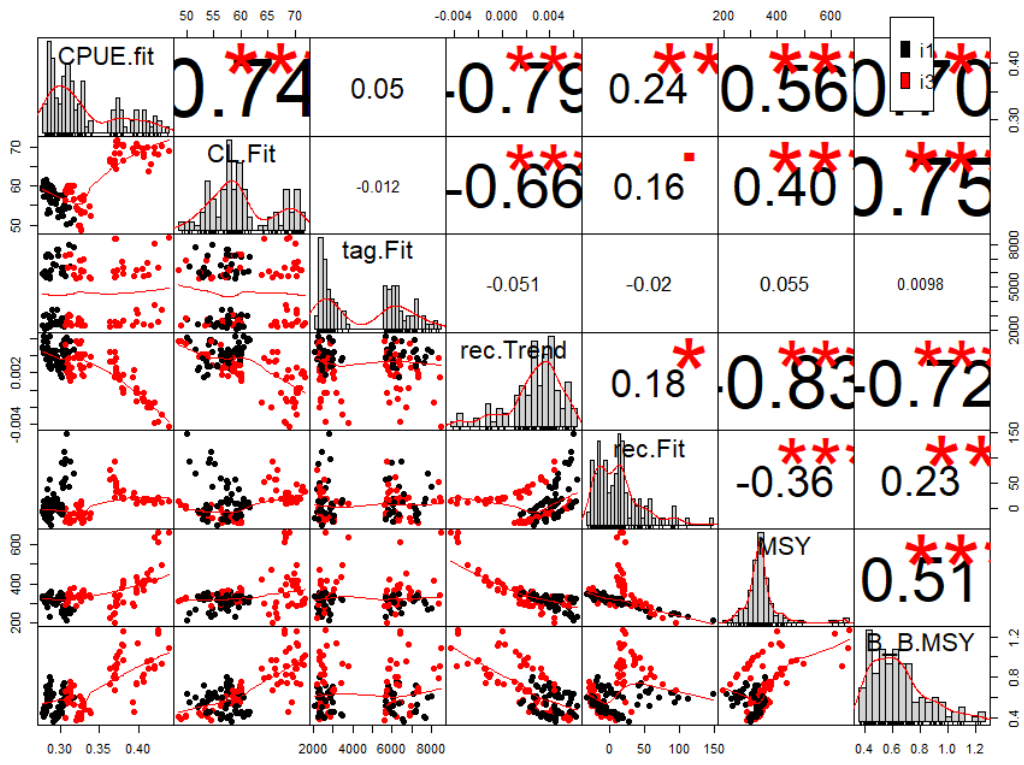 50 55 60 65 70 -0.004 0.000 0.004 200 400 600
CPUE.fit 0.74 ** 0.05 -0.79 *** 0.24 ** 0.56 *** 0.70 ***
i1
i3
0.40
0.30
70
60
50
CL.Fit -0.012 -0.66 *** 0.16 . 0.40 *** 0.75 ***
tag.Fit -0.051 -0.02 0.055 0.0098
8000
5000
2000
0.002
-0.004
rec.Trend 0.18 * -0.83 *** -0.72 ***
rec.Fit -0.36 *** 0.23 **
150
50
0
600
400
200
MSY 0.51 ***
B_B.MSY
1.2
0.8
0.4
0.30 0.35 0.40 2000 4000 6000 8000 0 50 100 150 0.4 0.6 0.8 1.0 1.2